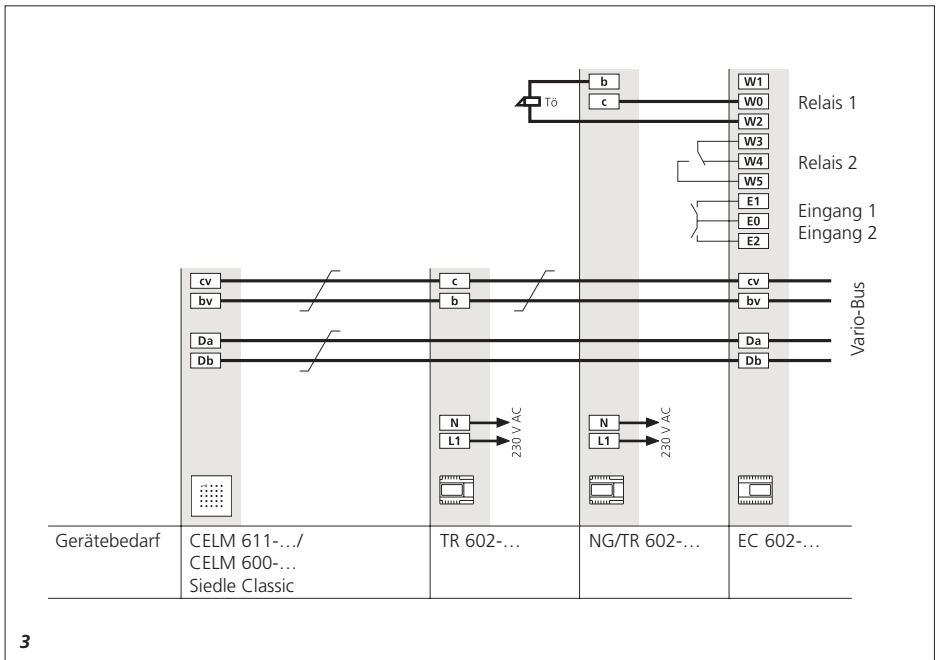 b
W1
Tö
c
W0
Relais 1
W2
W3
W4
Relais 2
W5
E1
Eingang 1
E0
Eingang 2
E2
cv
c
cv
bv
b
bv
Vario-Bus
Da
Da
Db
Db
N
N
230 V AC
230 V AC
L1
L1
Gerätebedarf
CELM 611-…/
CELM 600-…
Siedle Classic
TR 602-…
NG/TR 602-…
EC 602-…
3